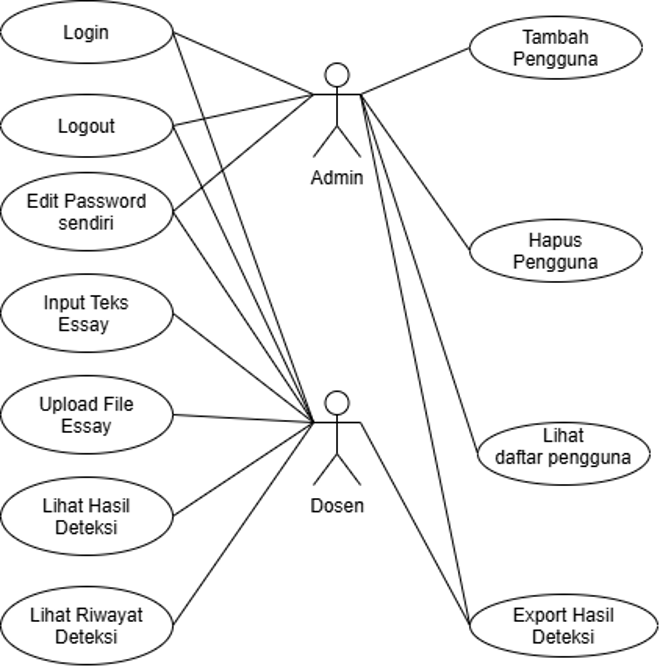 Login
Logout
Edit Password
sendiri
Input Teks
Essay
Upload File
Essay
Lihat Hasil
Deteksi
Lihat Riwayat
Deteksi
Admin
Dosen
Tambah
Pengguna
Hapus
Pengguna
Lihat
daftar pengguna
Export Hasil
Deteksi